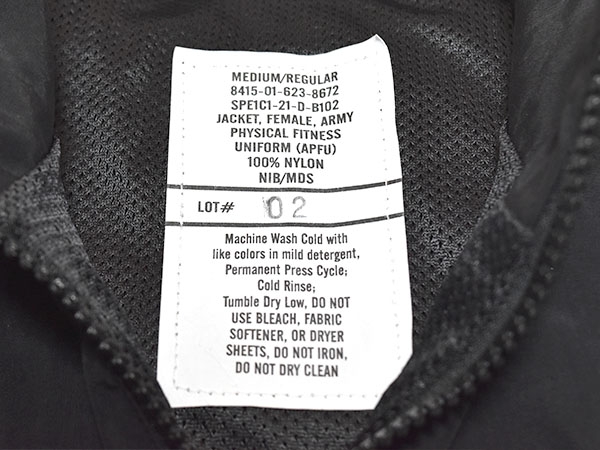 MEDIUM/REGULAR
8415-01-623-8672
SPE1C1-21-D-B102
JACKET, FEMALE, ARMY
PHYSICAL FITNESS
UNIFORM (APFU)
100% NYLON
NIB/MDS
LOT# 02
Machine Wash Cold with
like colors in mild detergent,
Permanent Press Cycle;
Cold Rinse;
Tumble Dry Low, DO NOT
USE BLEACH, FABRIC
SOFTENER, OR DRYER
SHEETS, DO NOT IRON,
DO NOT DRY CLEAN